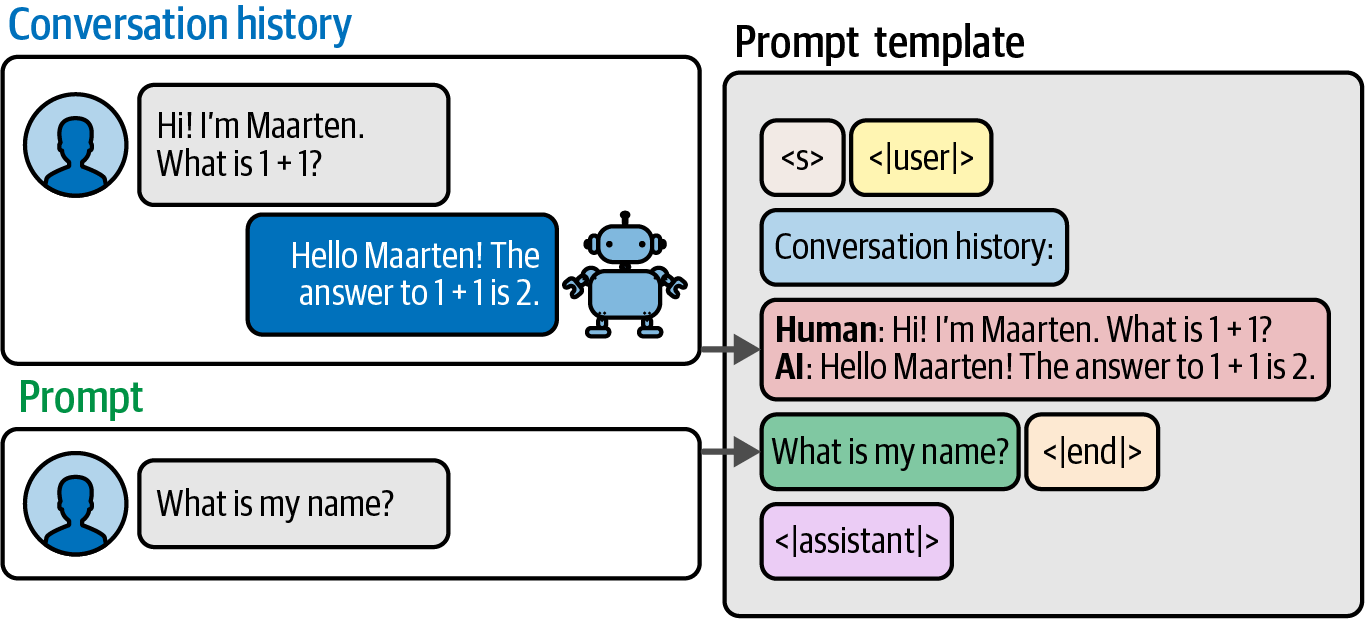 Conversation history
Hi! I'm Maarten.
What is 1 + 1?
Hello Maarten! The
answer to 1 + 1 is 2.
Prompt
What is my name?
Prompt template
<s> <|user|>
Conversation history:
Human: Hi! I'm Maarten. What is 1 + 1?
AI: Hello Maarten! The answer to 1 + 1 is 2.
What is my name? <|end|>
<|assistant|>